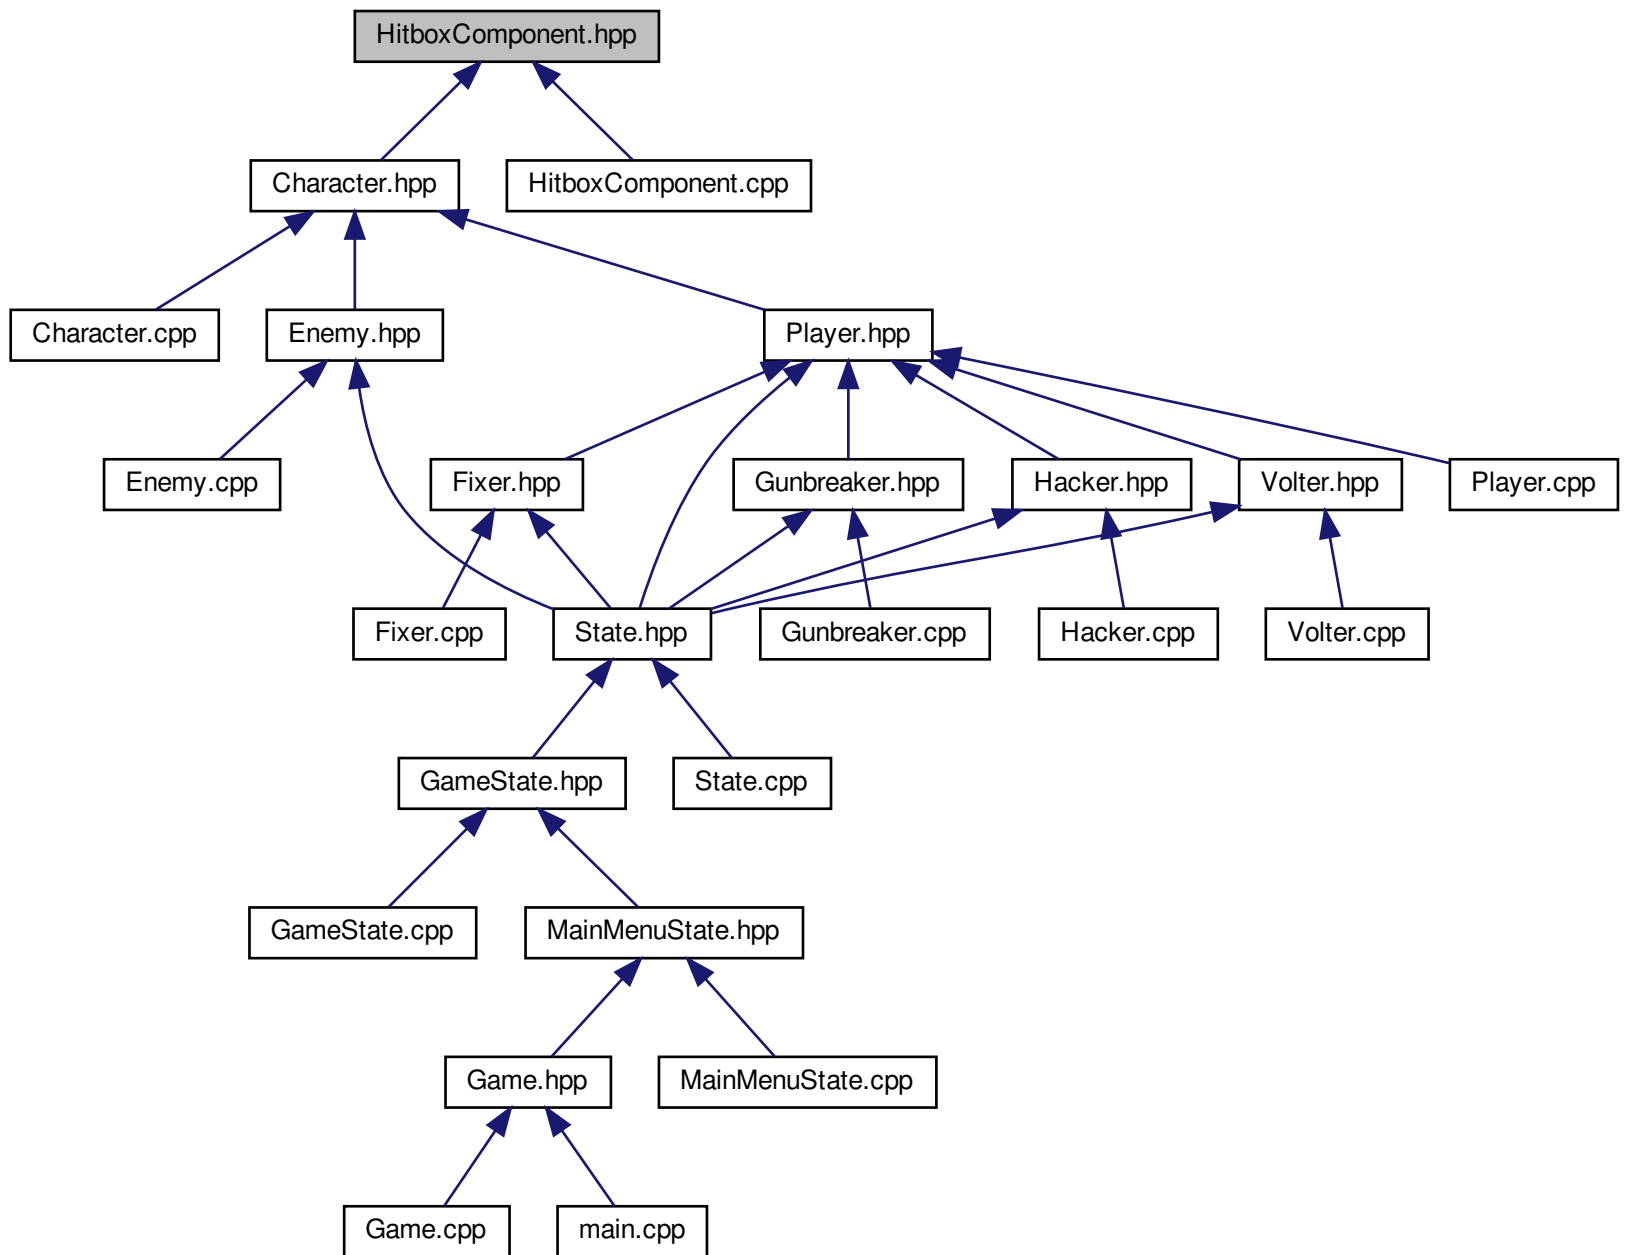 HitboxComponent.hpp
Character.hpp
HitboxComponent.cpp
Character.cpp
Enemy.hpp
Player.hpp
Enemy.cpp
Fixer.hpp
Gunbreaker.hpp
Hacker.hpp
Volter.hpp
Player.cpp
Fixer.cpp
State.hpp
Gunbreaker.cpp
Hacker.cpp
Volter.cpp
GameState.hpp
State.cpp
GameState.cpp
MainMenuState.hpp
Game.hpp
MainMenuState.cpp
Game.cpp
main.cpp